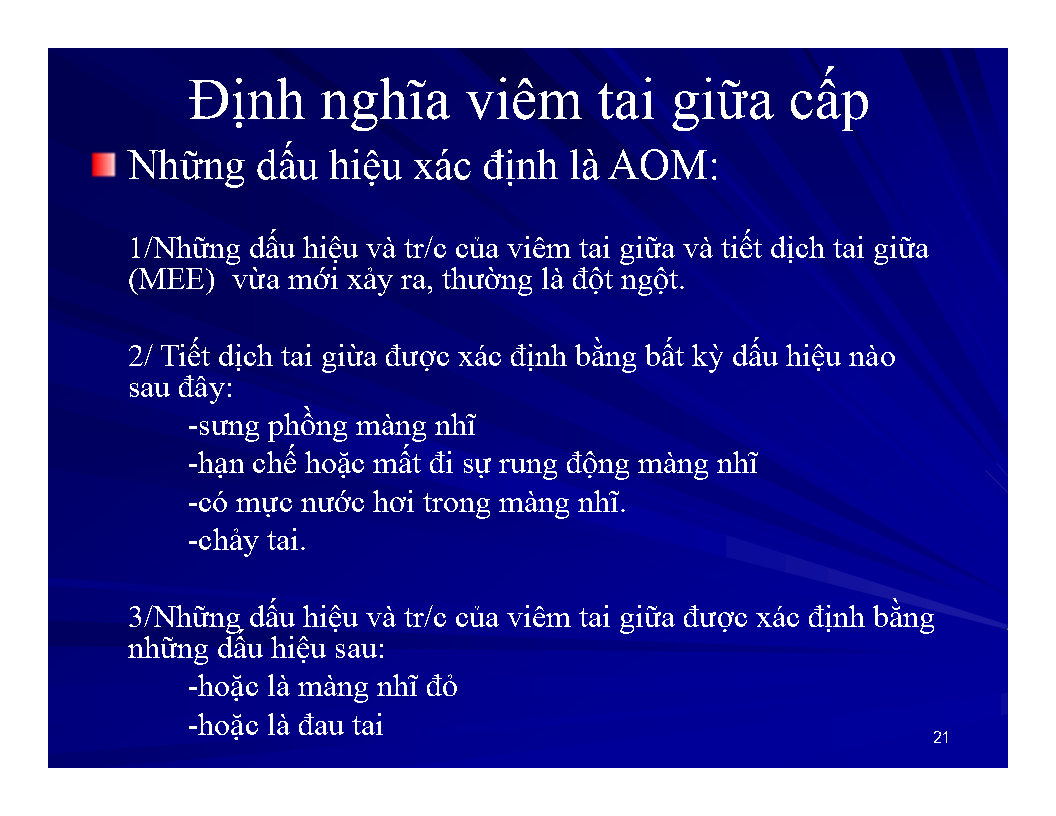 Định nghĩa viêm tai giữa cấp
Những dấu hiệu xác định là AOM:
1/Những dấu hiệu và tr/c của viêm tai giữa và tiết dịch tai giữa
(MEE) vừa mới xảy ra, thường là đột ngột.
2/ Tiết dịch tai giừa được xác định bằng bất kỳ dấu hiệu nào
sau đây:
-sưng phồng màng nhĩ
-hạn chế hoặc mất đi sự rung động màng nhĩ
-có mực nước hơi trong màng nhĩ.
-chảy tai.
3/Những dấu hiệu và tr/c của viêm tai giữa được xác định bằng
những dấu hiệu sau:
-hoặc là màng nhĩ đỏ
-hoặc là đau tai
21